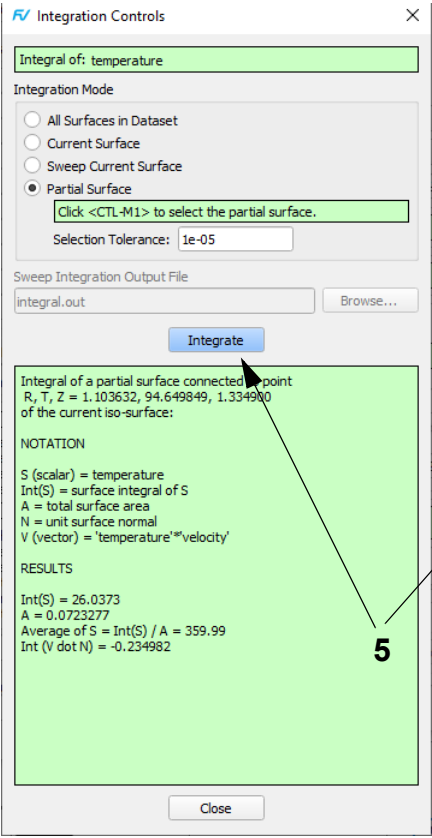 FV Integration Controls
Integral of: temperature
Integration Mode
All Surfaces in Dataset
Current Surface
Sweep Current Surface
Partial Surface
Click <CTL-M1> to select the partial surface.
Selection Tolerance: 1e-05
Sweep Integration Output File
integral.out Browse...
Integrate
Integral of a partial surface connected point
R, T, Z = 1.103632, 94.649849, 1.334900
of the current iso-surface:
NOTATION
S (scalar) = temperature
Int(S) = surface integral of S
A = total surface area
N = unit surface normal
V (vector) = 'temperature'*'velocity'
RESULTS
Int(S) = 26.0373
A = 0.0723277
Average of S = Int(S) / A = 359.99
Int (V dot N) = -0.234982
5
Close